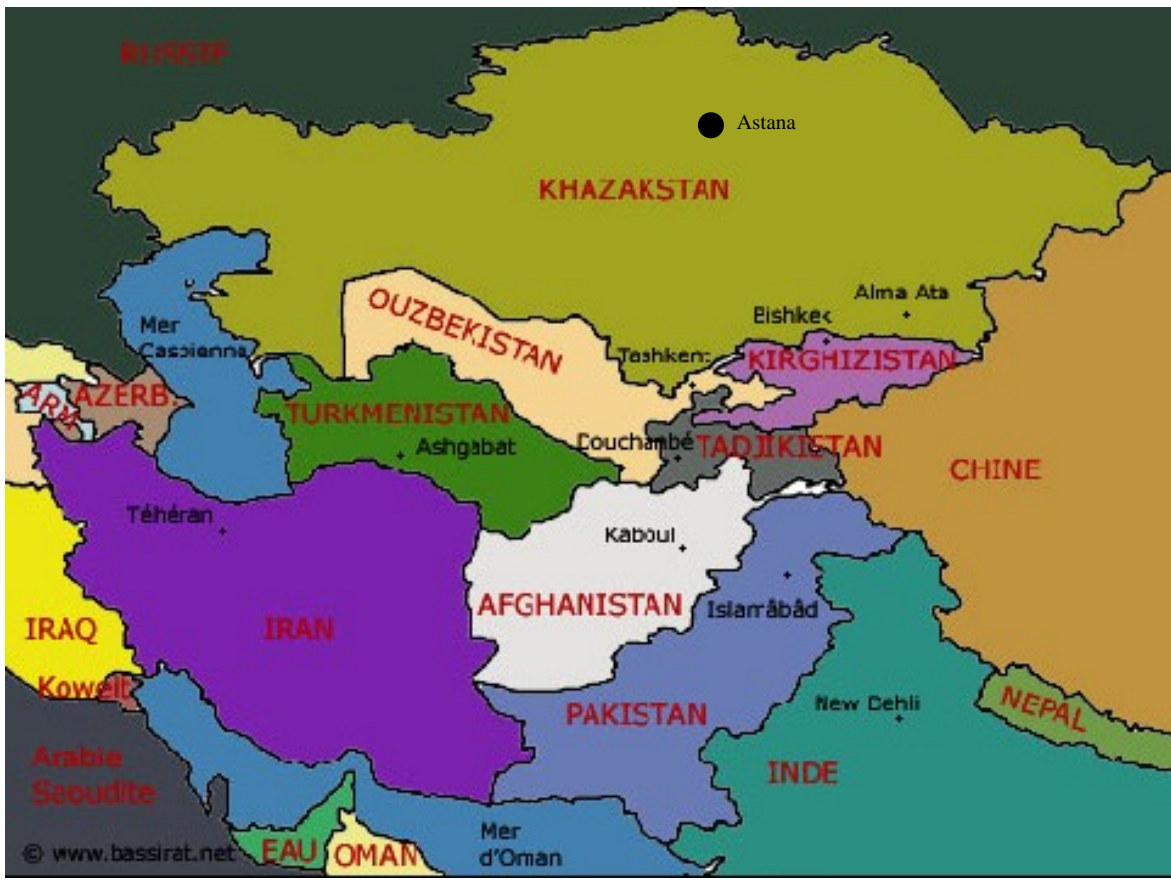 RUSSIE
Astana
KHAZAKSTAN
Alma Ata
OUZBEKISTAN
Bishkek
Mer
Caspienne
Tashkent
KIRGHIZISTAN
ARM.
AZERB.
TURKMENISTAN
Ashgabat
Douchanbé
TADJIKISTAN
CHINE
Téhéran
Kaboul
AFGHANISTAN
Islamâbâd
IRAQ
IRAN
Koweit
PAKISTAN
New Dehli
NEPAL
Arabie
Saoudite
INDE
© www.bassirat.net
EAU
OMAN
Mer
d'Oman